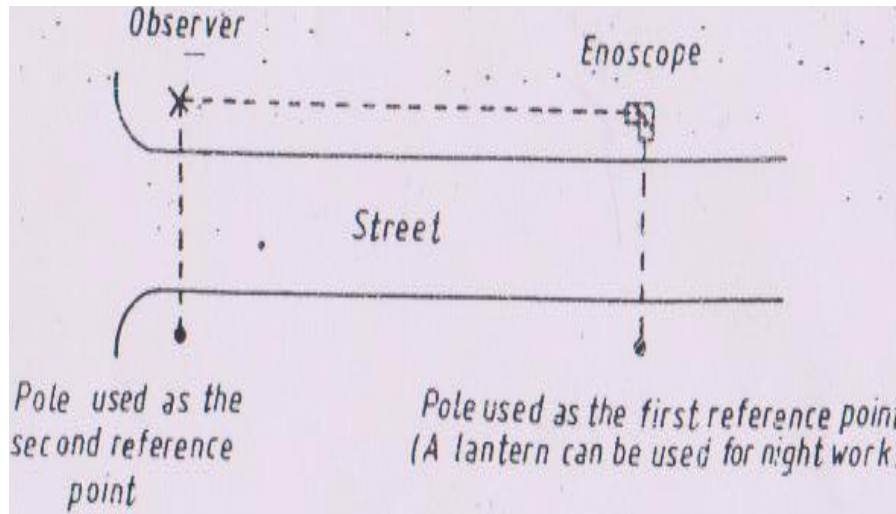 Observer
Enoscope
Street
Pole used as the
second reference
point
Pole used as the first reference poin
(A lantern can be used for night work